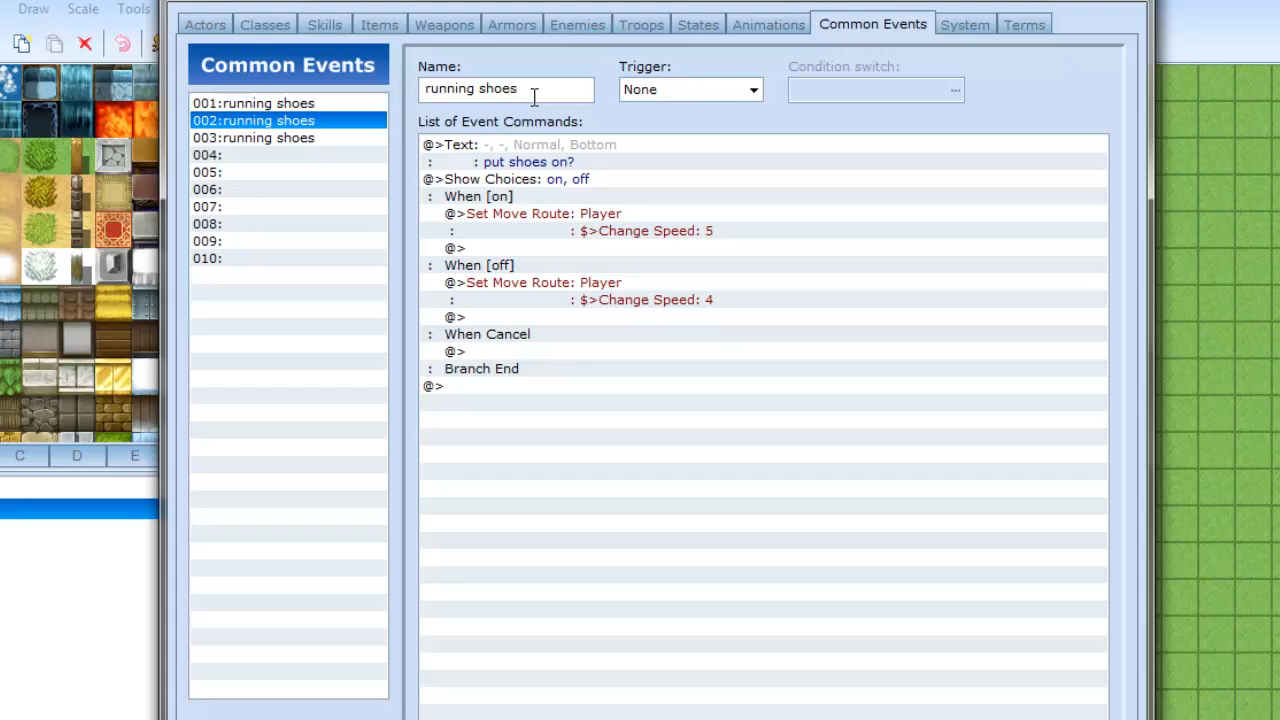 Draw Scale Tools
Actors Classes Skills Items Weapons Armors Enemies Troops States Animations Common Events System Terms
Common Events
001:running shoes
002:running shoes
003:running shoes
004:
005:
006:
007:
008:
009:
010:
Name: Trigger: Condition switch:
running shoes None ...
List of Event Commands:
@>Text: -, -, Normal, Bottom
: : put shoes on?
@>Show Choices: on, off
: When [on]
@>Set Move Route: Player
: : $>Change Speed: 5
@>
: When [off]
@>Set Move Route: Player
: : $>Change Speed: 4
@>
: When Cancel
@>
: Branch End
@>
C D E